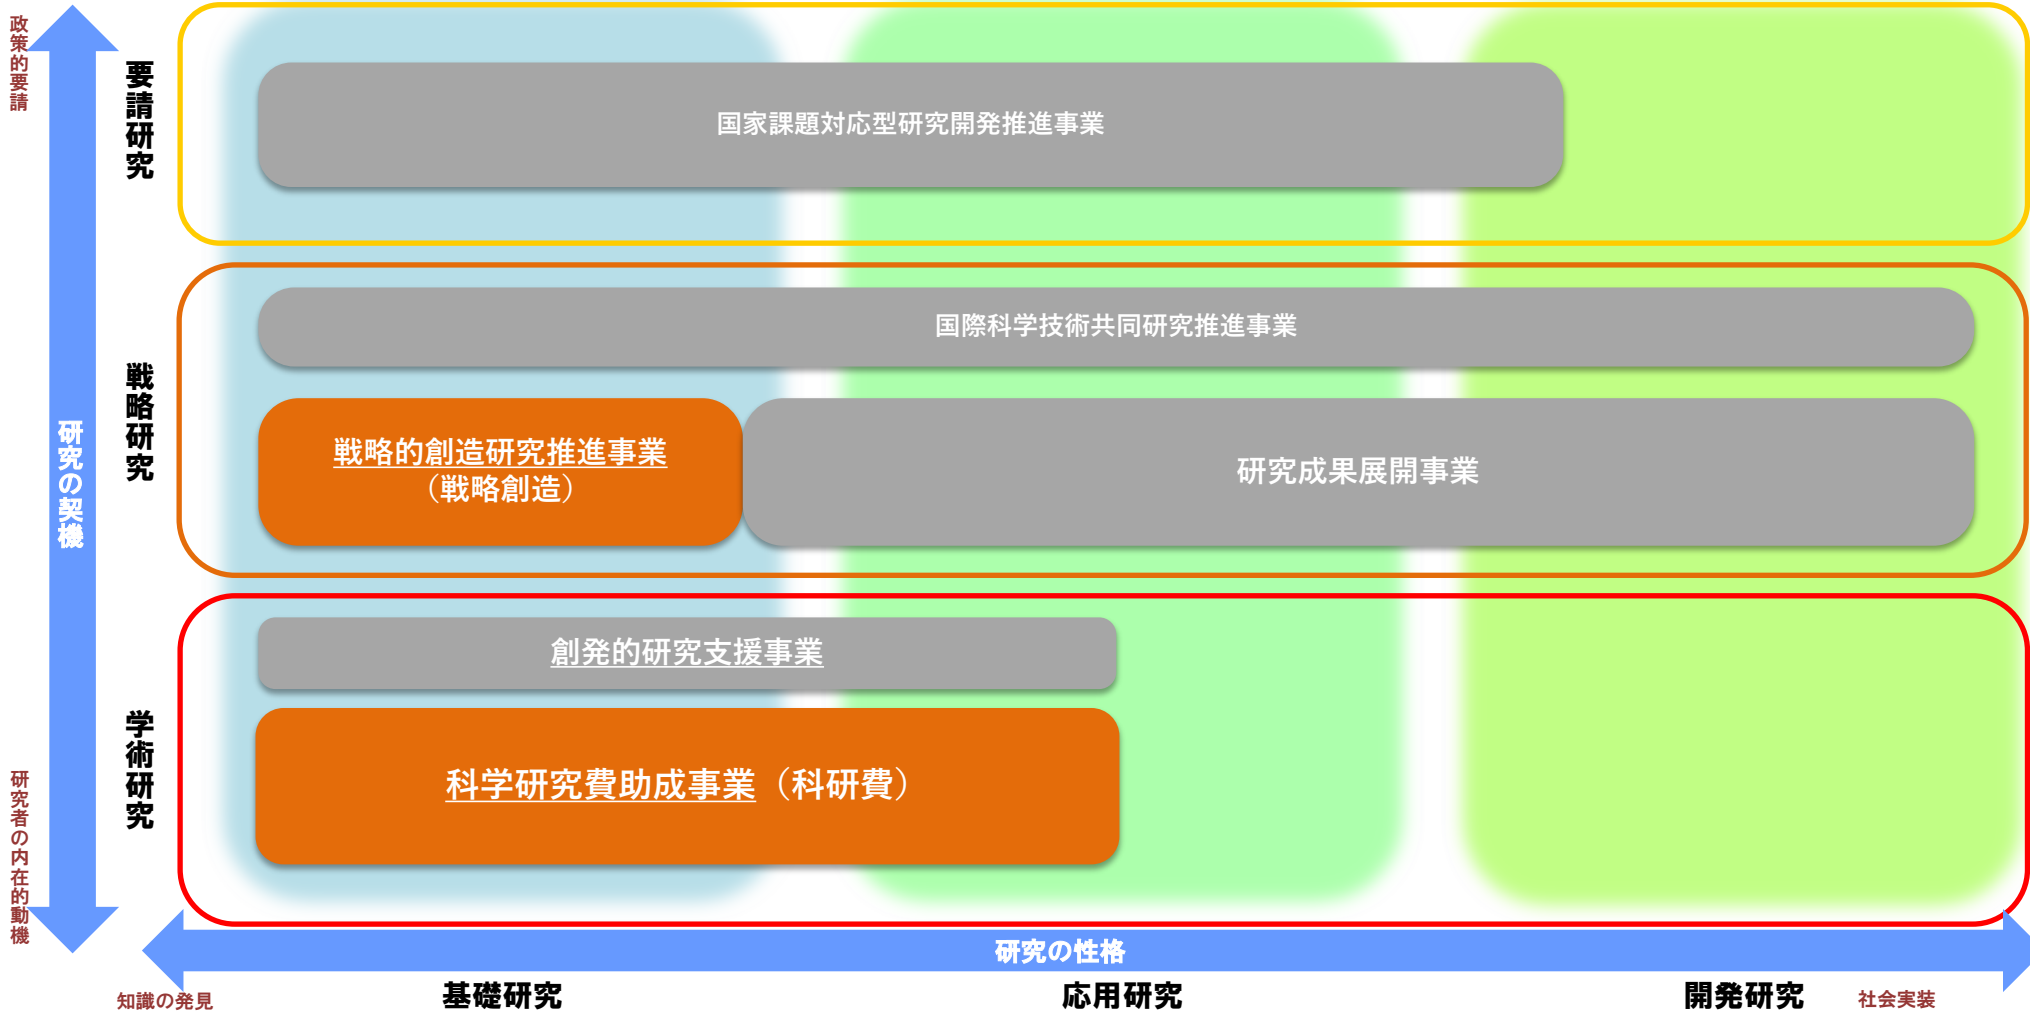 政策的要請
要請研究
国家課題対応型研究開発推進事業
国際科学技術共同研究推進事業
戦略研究
戦略的創造研究推進事業
（戦略創造）
研究成果展開事業
研究の契機
創発的研究支援事業
学術研究
科学研究費助成事業（科研費）
研究者の内在的動機
研究の性格
知識の発見
基礎研究
応用研究
開発研究
社会実装